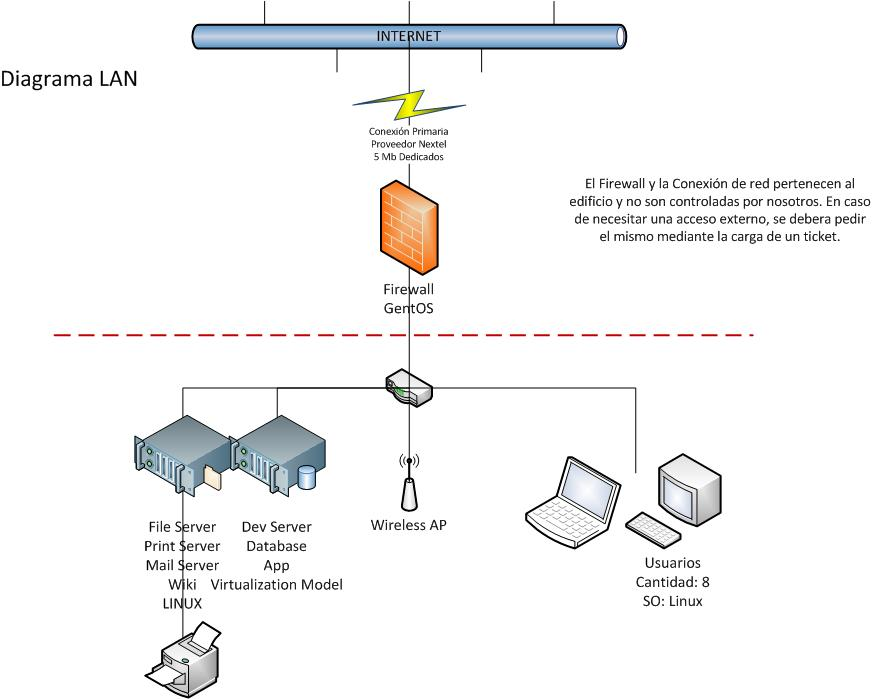 INTERNET
Diagrama LAN
Conexión Primaria
Proveedor Nextel
5 Mb Dedicados
El Firewall y la Conexión de red pertenecen al
edificio y no son controladas por nosotros. En caso
de necesitar una acceso externo, se debera pedir
el mismo mediante la carga de un ticket.
Firewall
GentOS
File Server
Print Server
Mail Server
Wiki
LINUX
Dev Server
Database
App
Virtualization Model
Wireless AP
Usuarios
Cantidad: 8
SO: Linux